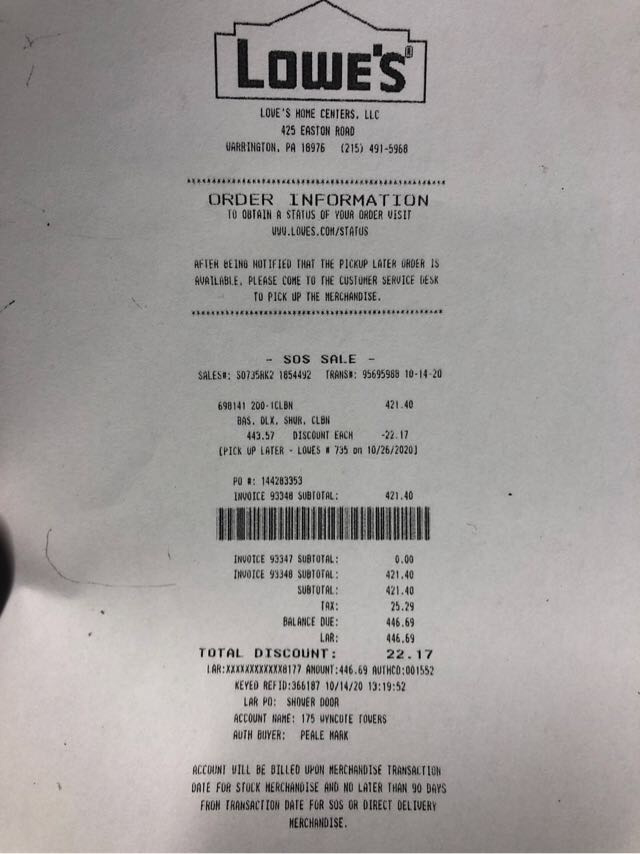 LOWE'S®
LOWE'S HOME CENTERS, LLC
425 EASTON ROAD
WARRINGTON, PA 18976 (215) 491-5968
ORDER INFORMATION
TO OBTAIN A STATUS OF YOUR ORDER VISIT
WWW.LOWES.COM/STATUS
AFTER BEING NOTIFIED THAT THE PICKUP LATER ORDER IS
AVAILABLE, PLEASE COME TO THE CUSTOMER SERVICE DESK
TO PICK UP THE MERCHANDISE.
- SOS SALE -
SALES#: S0735HK2 1854492 TRANS#: 95695988 10-14-20
698141 200-1CLBN 421.40
BAS. DLX. SHWR. CLBN
443.57 DISCOUNT EACH -22.17
[PICK UP LATER - LOWES # 735 on 10/26/2020]
PO #: 144283353
INVOICE 93348 SUBTOTAL: 421.40
INVOICE 93347 SUBTOTAL: 0.00
INVOICE 93348 SUBTOTAL: 421.40
SUBTOTAL: 421.40
TAX: 25.29
BALANCE DUE: 446.69
LAR: 446.69
TOTAL DISCOUNT: 22.17
LAR:XXXXXXXXXXXX8177 AMOUNT:446.69 AUTHCD:001552
KEYED REFID:366187 10/14/20 13:19:52
LAR PO: SHOWER DOOR
ACCOUNT NAME: 175 WYNCOTE TOWERS
AUTH BUYER: PEALE MARK
ACCOUNT WILL BE BILLED UPON MERCHANDISE TRANSACTION
DATE FOR STOCK MERCHANDISE AND NO LATER THAN 90 DAYS
FROM TRANSACTION DATE FOR SOS OR DIRECT DELIVERY
MERCHANDISE.